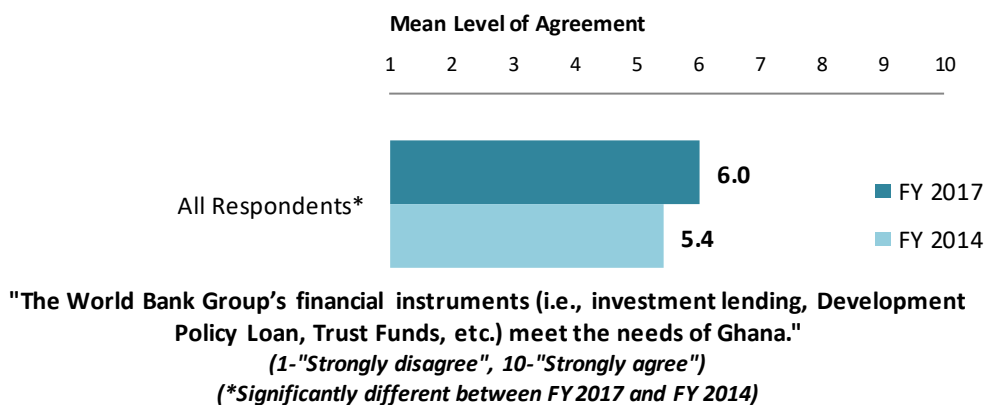 Mean Level of Agreement
1 2 3 4 5 6 7 8 9 10
All Respondents*
6.0
5.4
FY 2017
FY 2014
"The World Bank Group’s financial instruments (i.e., investment lending, Development
Policy Loan, Trust Funds, etc.) meet the needs of Ghana."
(1-"Strongly disagree", 10-"Strongly agree")
(*Significantly different between FY 2017 and FY 2014)